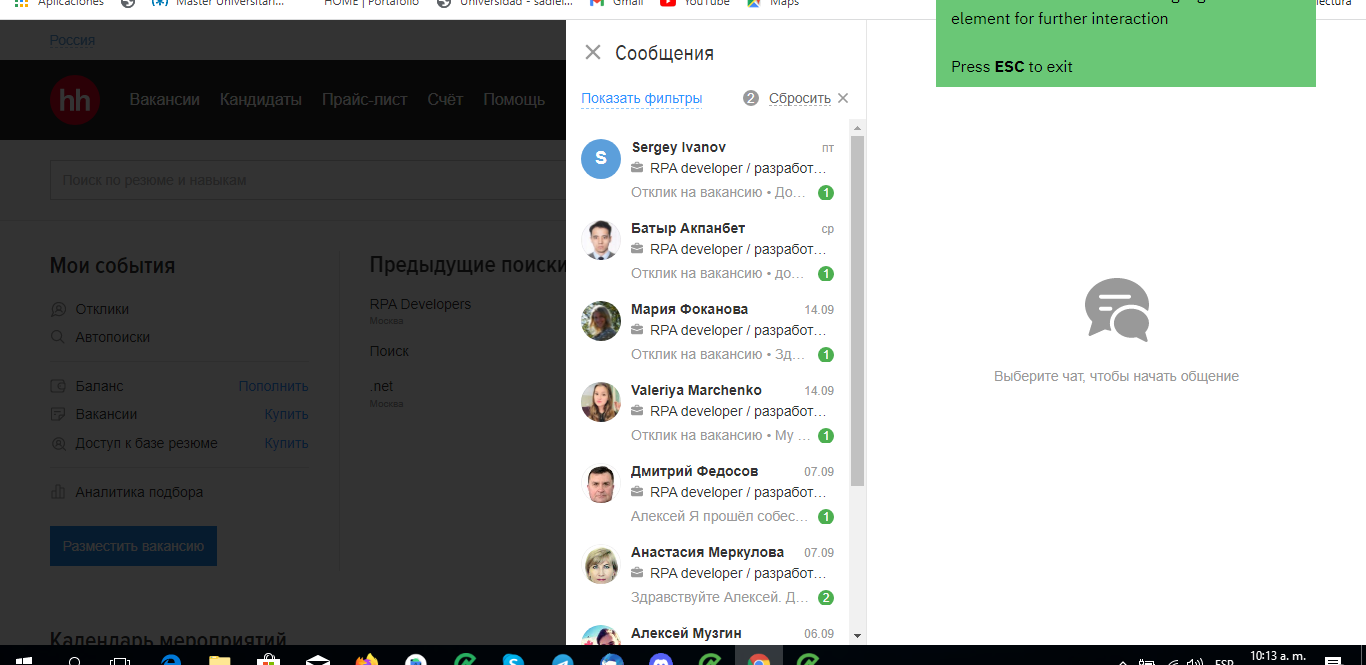 Aplicaciones
Master Universitari...
HOME | Portafolio
Universidad - sadiel...
Gmail
YouTube
Maps
element for further interaction
Press ESC to exit
Россия
hh
Вакансии Кандидаты Прайс-лист Счёт Помощь
Поиск по резюме и навыкам
Мои события
Отклики
Автопоиски
Баланс Пополнить
Вакансии Купить
Доступ к базе резюме Купить
Аналитика подбора
Разместить вакансию
Календарь мероприятий
Предыдущие поиски
RPA Developers
Москва
Поиск
.net
Москва
Сообщения
Показать фильтры 2 Сбросить
S
Sergey Ivanov пт
RPA developer / разработ...
Отклик на вакансию • До... 1
Батыр Акпанбет ср
RPA developer / разработ...
Отклик на вакансию • до... 1
Мария Фоканова 14.09
RPA developer / разработ...
Отклик на вакансию • Зд... 1
Valeriya Marchenko 14.09
RPA developer / разработ...
Отклик на вакансию • My ... 1
Дмитрий Федосов 07.09
RPA developer / разработ...
Алексей Я прошёл собес... 1
Анастасия Меркулова 07.09
RPA developer / разработ...
Здравствуйте Алексей. Д... 2
Алексей Музгин 06.09
Выберите чат, чтобы начать общение
ESP
10:13 a. m.